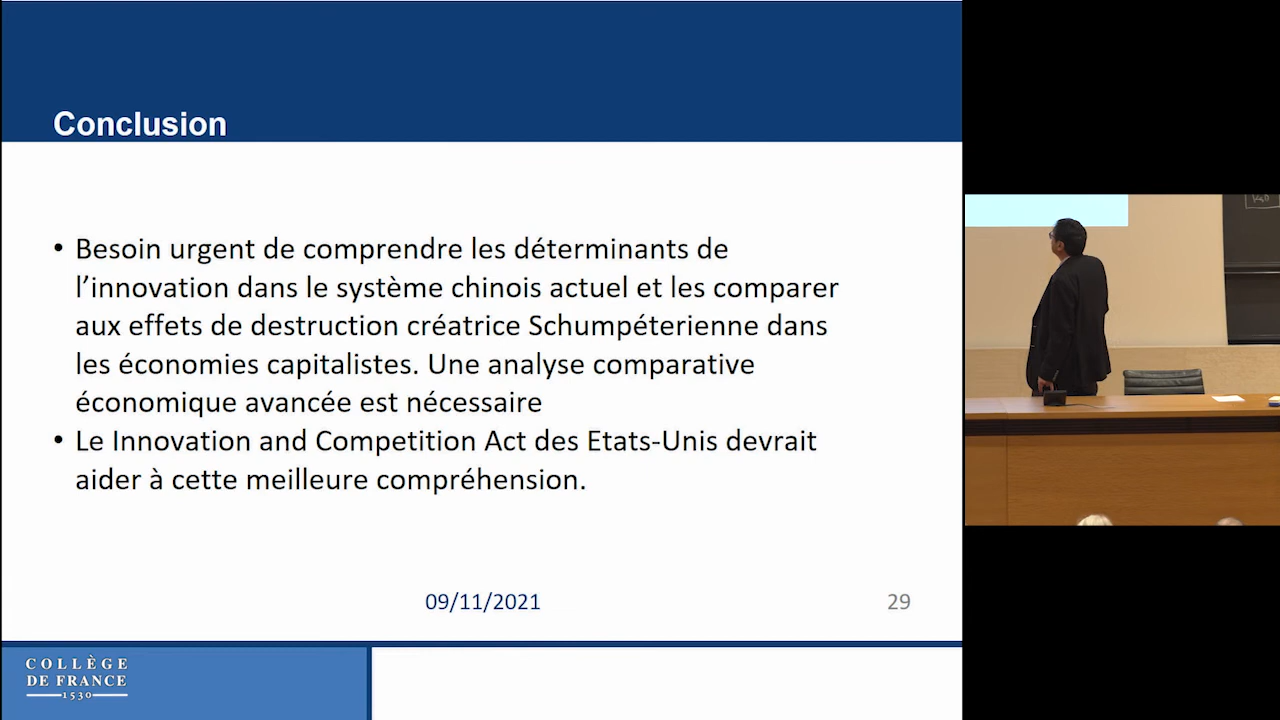 Conclusion
• Besoin urgent de comprendre les déterminants de
l’innovation dans le système chinois actuel et les comparer
aux effets de destruction créatrice Schumpéterienne dans
les économies capitalistes. Une analyse comparative
économique avancée est nécessaire
• Le Innovation and Competition Act des Etats-Unis devrait
aider à cette meilleure compréhension.
09/11/2021
29
COLLÈGE
DE FRANCE
1530